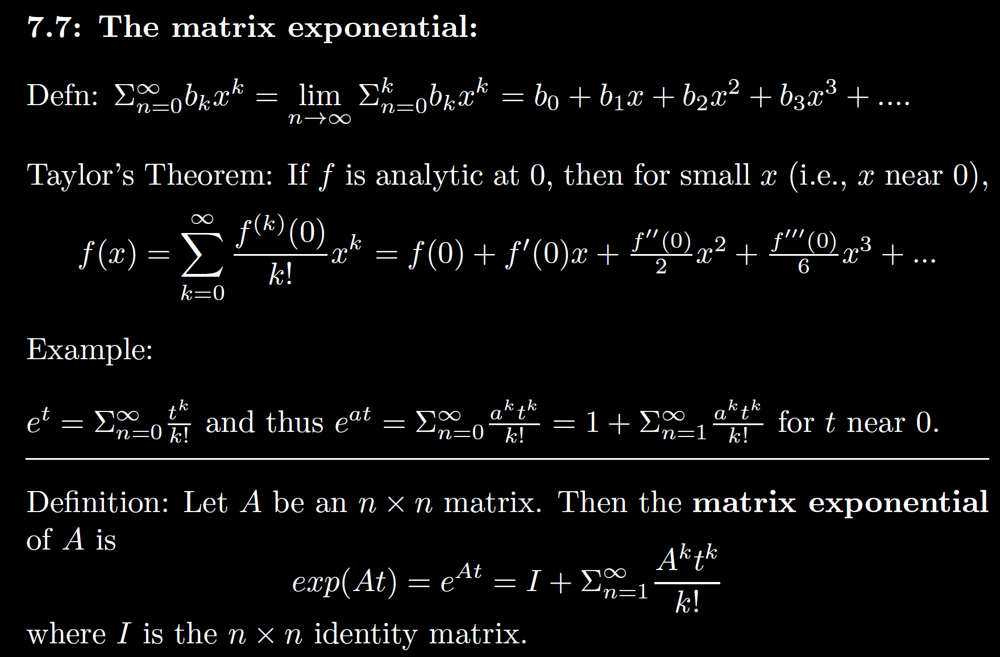 7.7: The matrix exponential:
Defn: $\Sigma_{n=0}^{\infty} b_k x^k = \lim_{n \to \infty} \Sigma_{n=0}^{k} b_k x^k = b_0 + b_1 x + b_2 x^2 + b_3 x^3 + ....$
Taylor's Theorem: If $f$ is analytic at 0, then for small $x$ (i.e., $x$ near 0),
$f(x) = \sum_{k=0}^{\infty} \frac{f^{(k)}(0)}{k!} x^k = f(0) + f'(0)x + \frac{f''(0)}{2} x^2 + \frac{f'''(0)}{6} x^3 + ...$
Example:
$e^t = \Sigma_{n=0}^{\infty} \frac{t^k}{k!}$ and thus $e^{at} = \Sigma_{n=0}^{\infty} \frac{a^k t^k}{k!} = 1 + \Sigma_{n=1}^{\infty} \frac{a^k t^k}{k!}$ for $t$ near 0.
Definition: Let $A$ be an $n \times n$ matrix. Then the matrix exponential
of $A$ is
$exp(At) = e^{At} = I + \Sigma_{n=1}^{\infty} \frac{A^k t^k}{k!}$
where $I$ is the $n \times n$ identity matrix.